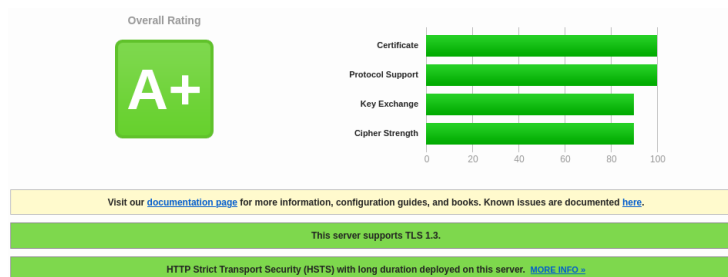 Overall Rating
A+
Certificate
Protocol Support
Key Exchange
Cipher Strength
0 20 40 60 80 100
Visit our documentation page for more information, configuration guides, and books. Known issues are documented here.
This server supports TLS 1.3.
HTTP Strict Transport Security (HSTS) with long duration deployed on this server. MORE INFO »